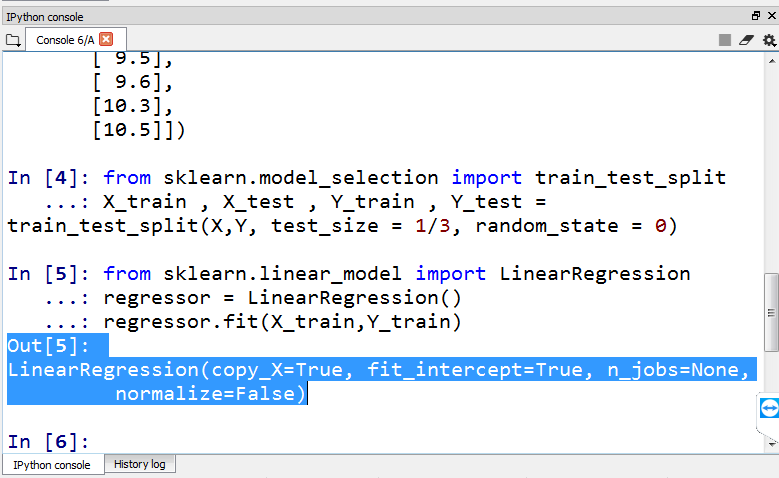 IPython console
Console 6/A
[ 9.5],
[ 9.6],
[10.3],
[10.5]])
In [4]: from sklearn.model_selection import train_test_split
...: X_train , X_test , Y_train , Y_test =
train_test_split(X,Y, test_size = 1/3, random_state = 0)
In [5]: from sklearn.linear_model import LinearRegression
...: regressor = LinearRegression()
...: regressor.fit(X_train,Y_train)
Out[5]:
LinearRegression(copy_X=True, fit_intercept=True, n_jobs=None,
normalize=False)
In [6]:
IPython console
History log